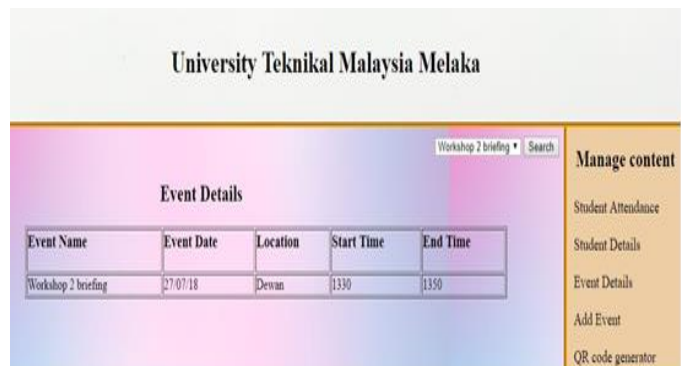 University Teknikal Malaysia Melaka
Workshop 2 briefing Search
Event Details
Event Name Event Date Location Start Time End Time
Workshop 2 briefing 27/07/18 Dewan 1330 1350
Manage content
Student Attendance
Student Details
Event Details
Add Event
QR code generator